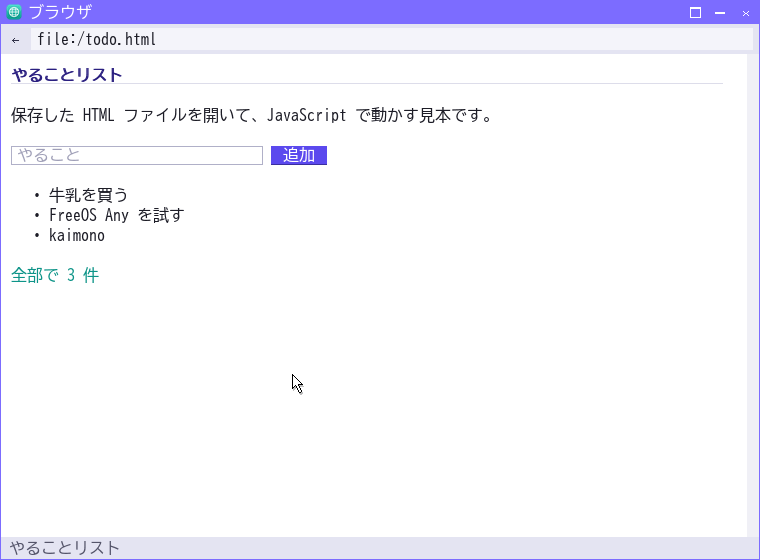 ブラウザ
← file:/todo.html
やることリスト
保存した HTML ファイルを開いて、JavaScript で動かす見本です。
やること 追加
• 牛乳を買う
• FreeOS Any を試す
• kaimono
全部で 3 件
やることリスト